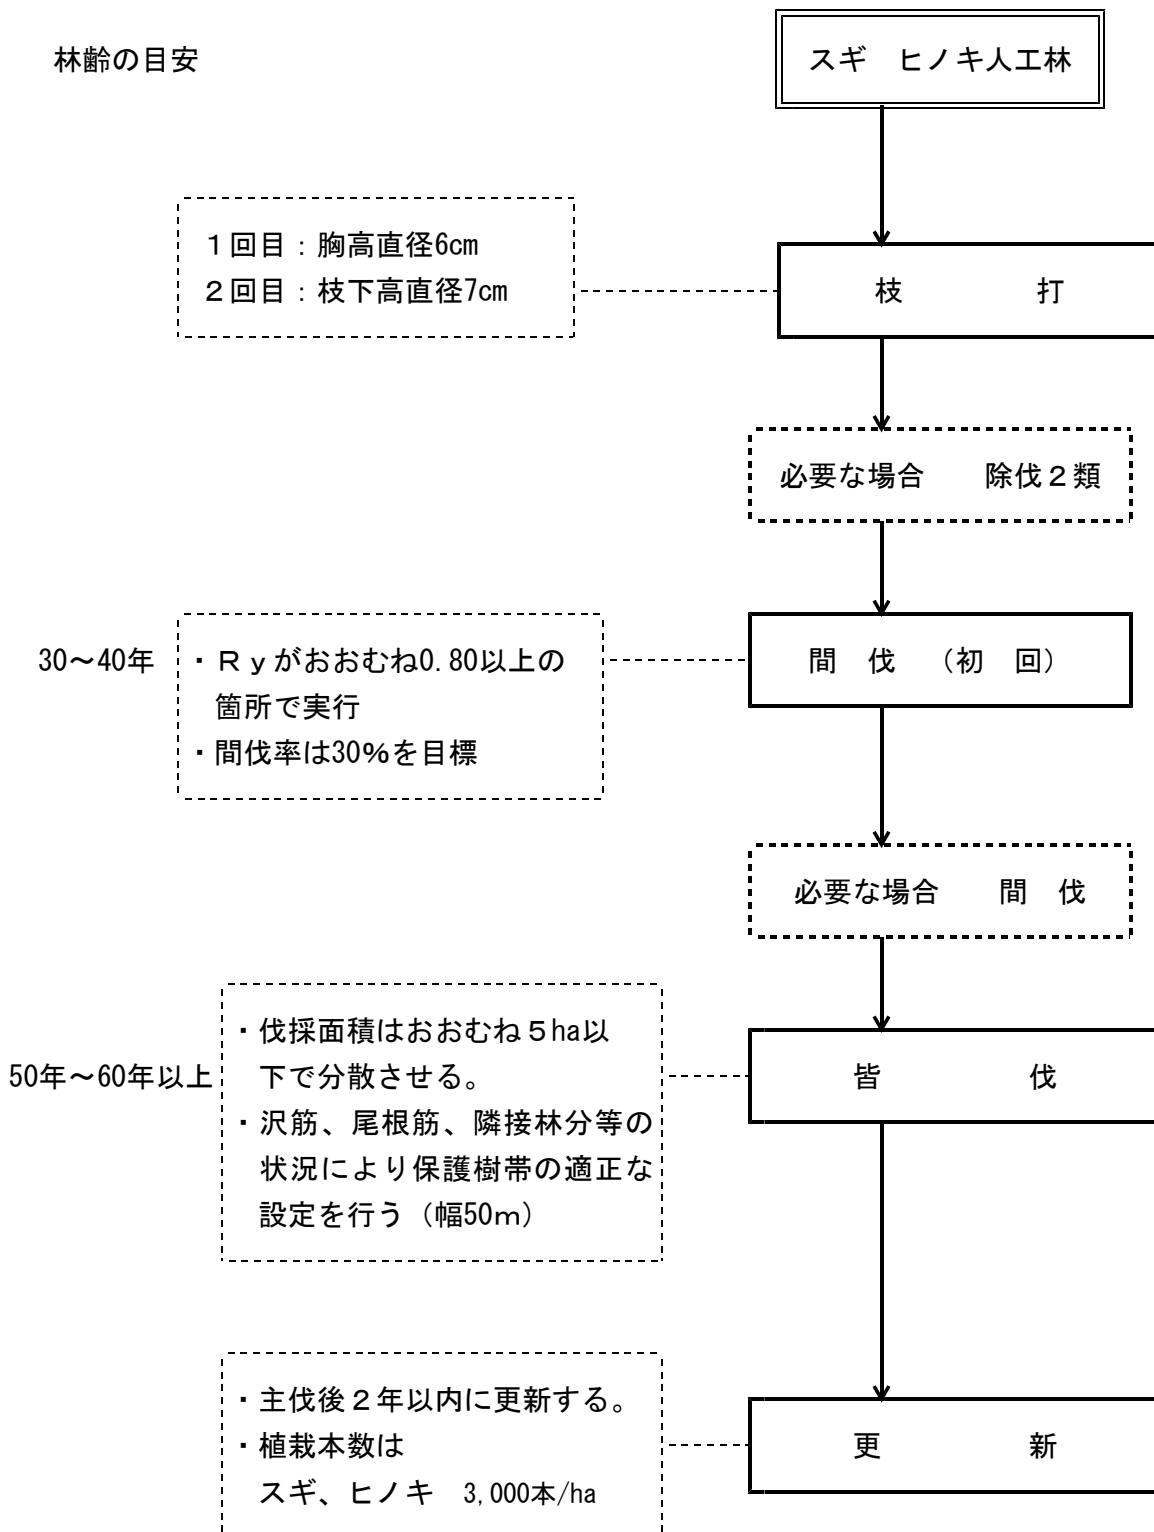 林齢の目安
スギ　ヒノキ人工林
１回目：胸高直径6cm
２回目：枝下高直径7cm
枝　　　　打
必要な場合　　除伐２類
30～40年
・Ｒｙがおおむね0.80以上の
箇所で実行
・間伐率は30%を目標
間　伐　（初　回）
必要な場合　　間　伐
50年～60年以上
・伐採面積はおおむね５ha以
下で分散させる。
・沢筋、尾根筋、隣接林分等の
状況により保護樹帯の適正な
設定を行う（幅50ｍ）
皆　　　　　伐
・主伐後２年以内に更新する。
・植栽本数は
スギ、ヒノキ　3,000本/ha
更　　　　　新